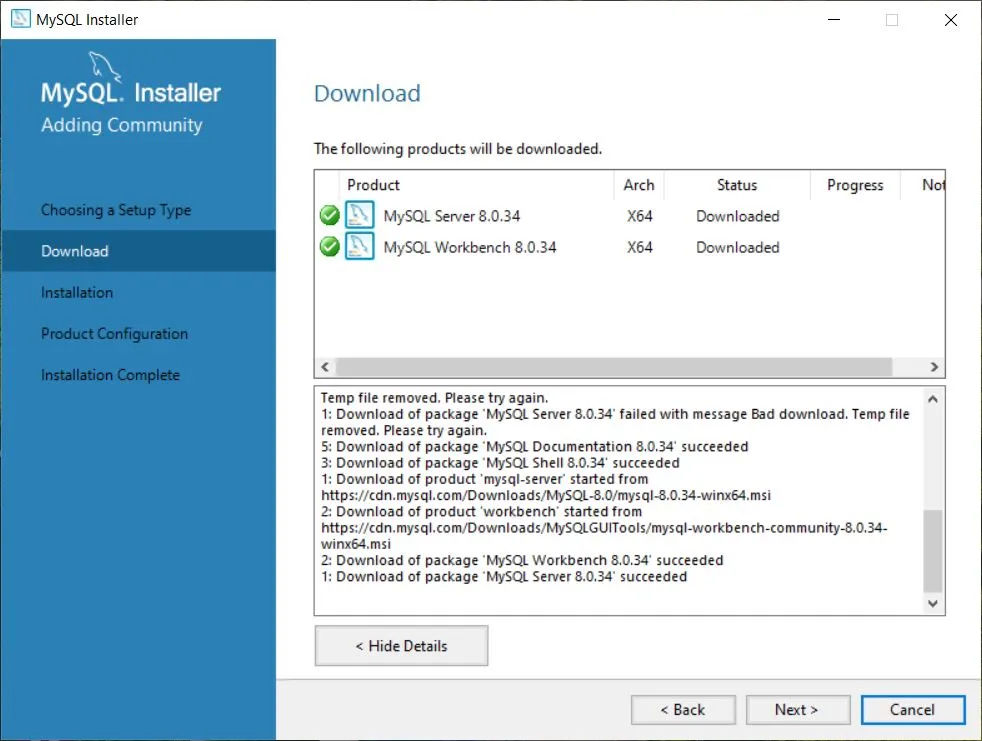 MySQL Installer
MySQL. Installer
Adding Community
Choosing a Setup Type
Download
Installation
Product Configuration
Installation Complete
Download
The following products will be downloaded.
Product Arch Status Progress Not
MySQL Server 8.0.34 X64 Downloaded
MySQL Workbench 8.0.34 X64 Downloaded
Temp file removed. Please try again.
1: Download of package 'MySQL Server 8.0.34' failed with message Bad download. Temp file
removed. Please try again.
5: Download of package 'MySQL Documentation 8.0.34' succeeded
3: Download of package 'MySQL Shell 8.0.34' succeeded
1: Download of product 'mysql-server' started from
https://cdn.mysql.com/Downloads/MySQL-8.0/mysql-8.0.34-winx64.msi
2: Download of product 'workbench' started from
https://cdn.mysql.com/Downloads/MySQLGUITools/mysql-workbench-community-8.0.34-
winx64.msi
2: Download of package 'MySQL Workbench 8.0.34' succeeded
1: Download of package 'MySQL Server 8.0.34' succeeded
< Hide Details
< Back Next > Cancel